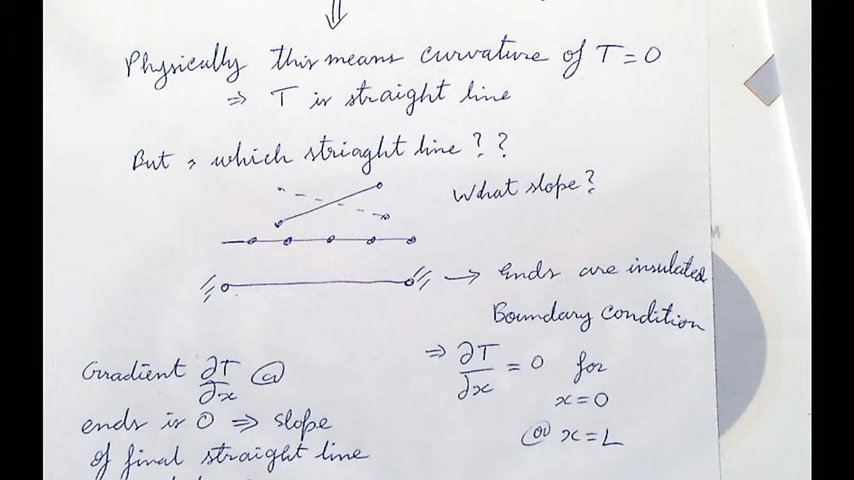 Physically this means curvature of T = 0
⇒ T is straight line
But, which striaght line ? ?
What slope?
→ Ends are insulated
Boundary condition
⇒ ∂T/∂x = 0 for
x = 0
@ x = L
Gradient ∂T/∂x @
ends is 0 ⇒ slope
of final straight line